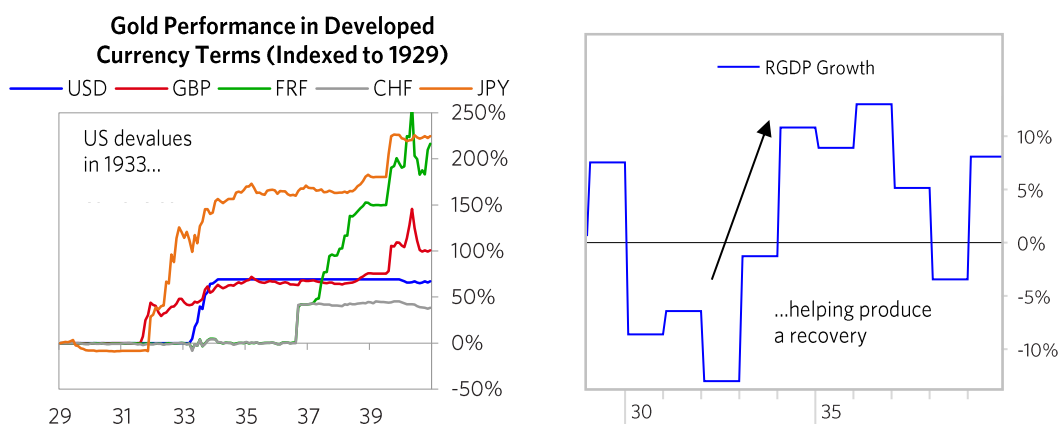 Gold Performance in Developed
Currency Terms (Indexed to 1929)
USD GBP FRF CHF JPY
US devalues
in 1933...
250%
200%
150%
100%
50%
0%
-50%
29 31 33 35 37 39
RGDP Growth
10%
5%
0%
-5%
-10%
...helping produce
a recovery
30 35